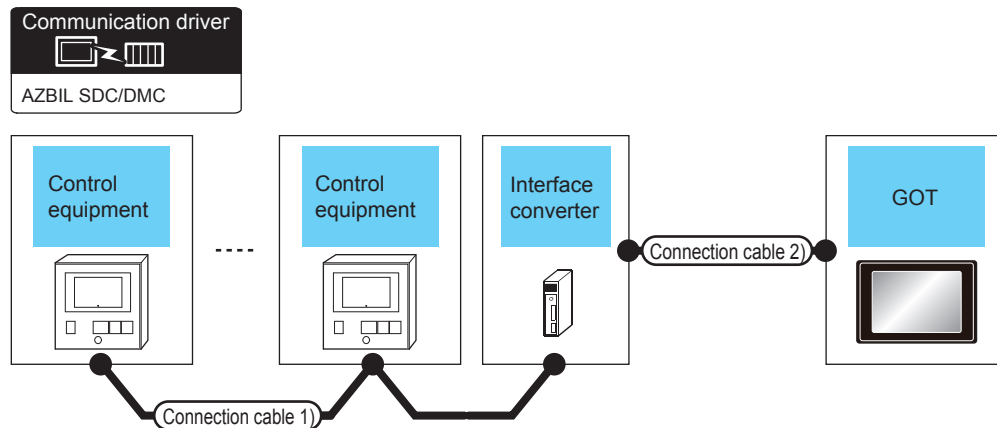 Communication driver
AZBIL SDC/DMC
Control
equipment
Control
equipment
Interface
converter
GOT
Connection cable 2)
Connection cable 1)